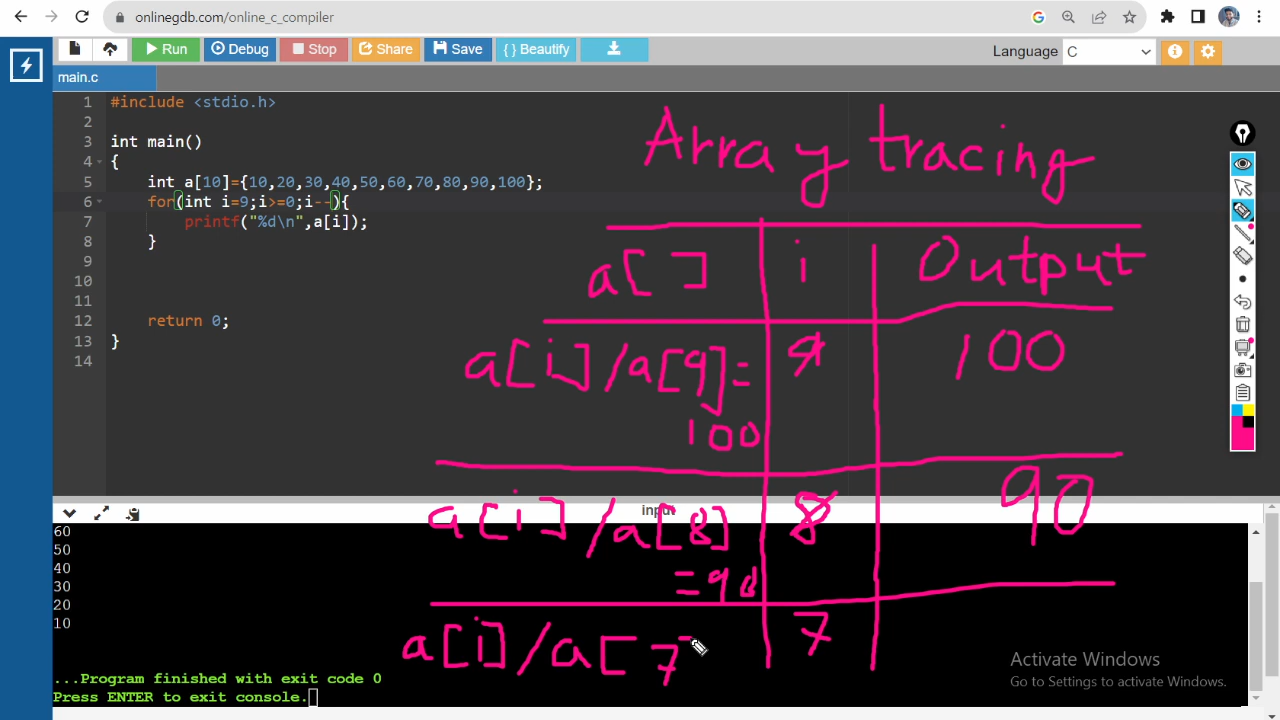 onlinegdb.com/online_c_compiler
Run Debug Stop Share Save { } Beautify Language C
main.c
1 #include <stdio.h>
2
3 int main()
4 {
5 int a[10]={10,20,30,40,50,60,70,80,90,100};
6 for(int i=9;i>=0;i--){
7 printf("%d\n",a[i]);
8 }
9
10
11
12 return 0;
13 }
14
Array tracing
a[ ] i Output
a[i]/a[9]= 9 100
100
a[i]/a[8] 8 90
=90
a[i]/a[7 7
input
60
50
40
30
20
10
...Program finished with exit code 0
Press ENTER to exit console.
Activate Windows
Go to Settings to activate Windows.